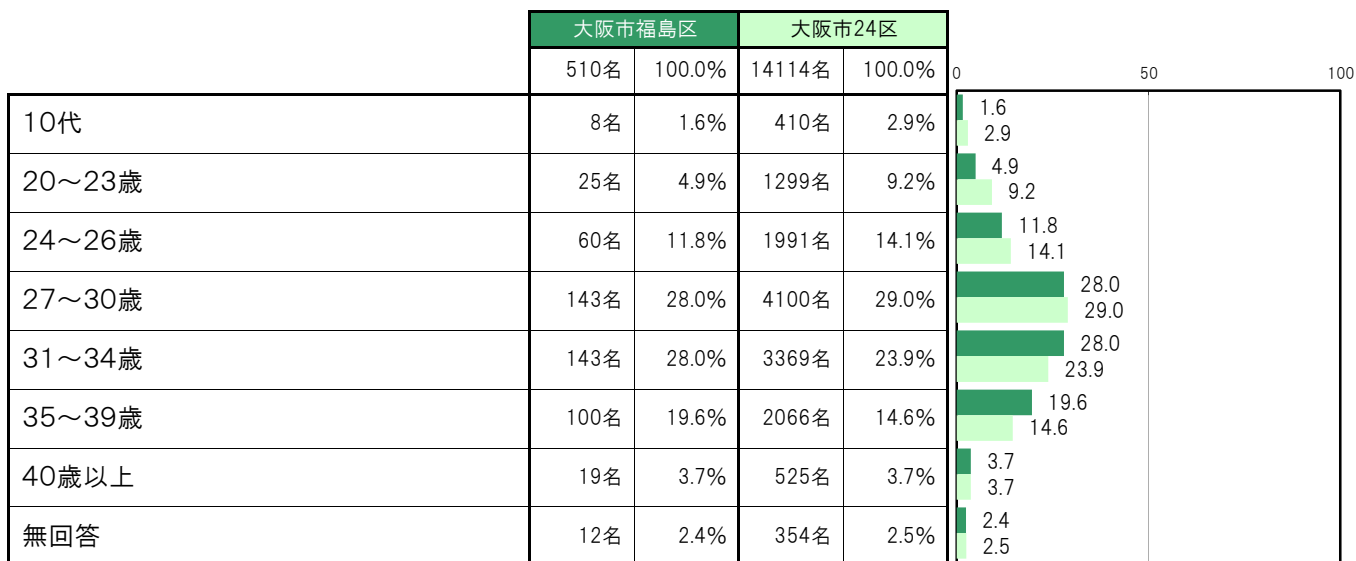 大阪市福島区 大阪市24区
510名 100.0% 14114名 100.0% 0 50 100
10代 8名 1.6% 410名 2.9% 1.6
2.9
20～23歳 25名 4.9% 1299名 9.2% 4.9
9.2
24～26歳 60名 11.8% 1991名 14.1% 11.8
14.1
27～30歳 143名 28.0% 4100名 29.0% 28.0
29.0
31～34歳 143名 28.0% 3369名 23.9% 28.0
23.9
35～39歳 100名 19.6% 2066名 14.6% 19.6
14.6
40歳以上 19名 3.7% 525名 3.7% 3.7
3.7
無回答 12名 2.4% 354名 2.5% 2.4
2.5